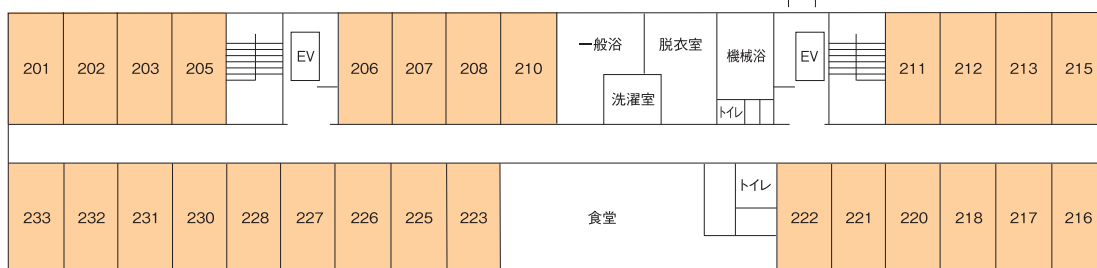 201 202 203 205 EV 206 207 208 210 一般浴 脱衣室 機械浴 EV 211 212 213 215
洗濯室
トイレ
トイレ
233 232 231 230 228 227 226 225 223 食堂 222 221 220 218 217 216